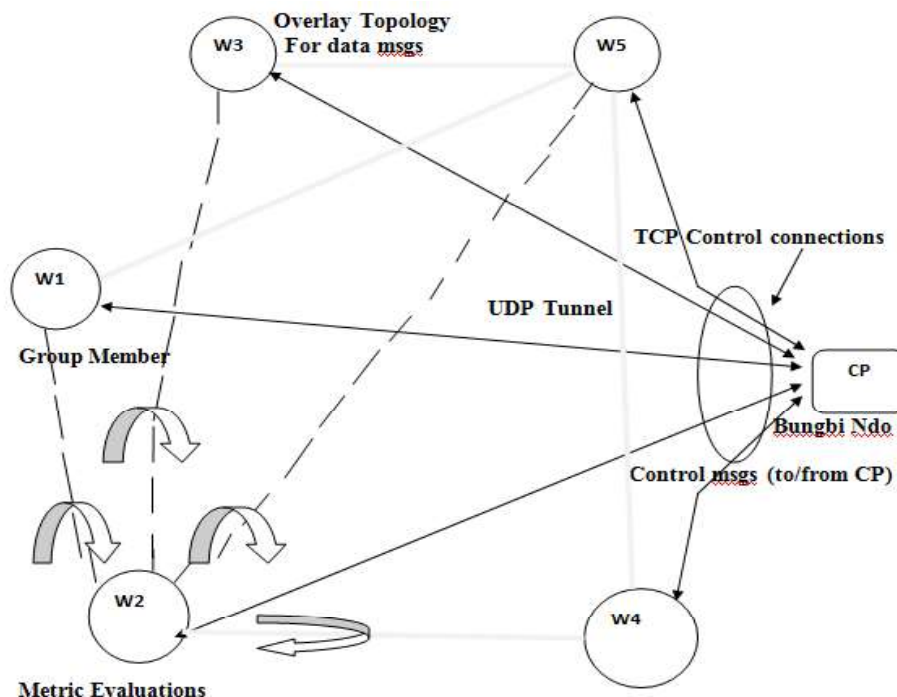 Overlay Topology
For data msgs
W3
W5
TCP Control connections
W1
UDP Tunnel
Group Member
CP
Bungbi Ndo
Control msgs (to/from CP)
W2
W4
Metric Evaluations